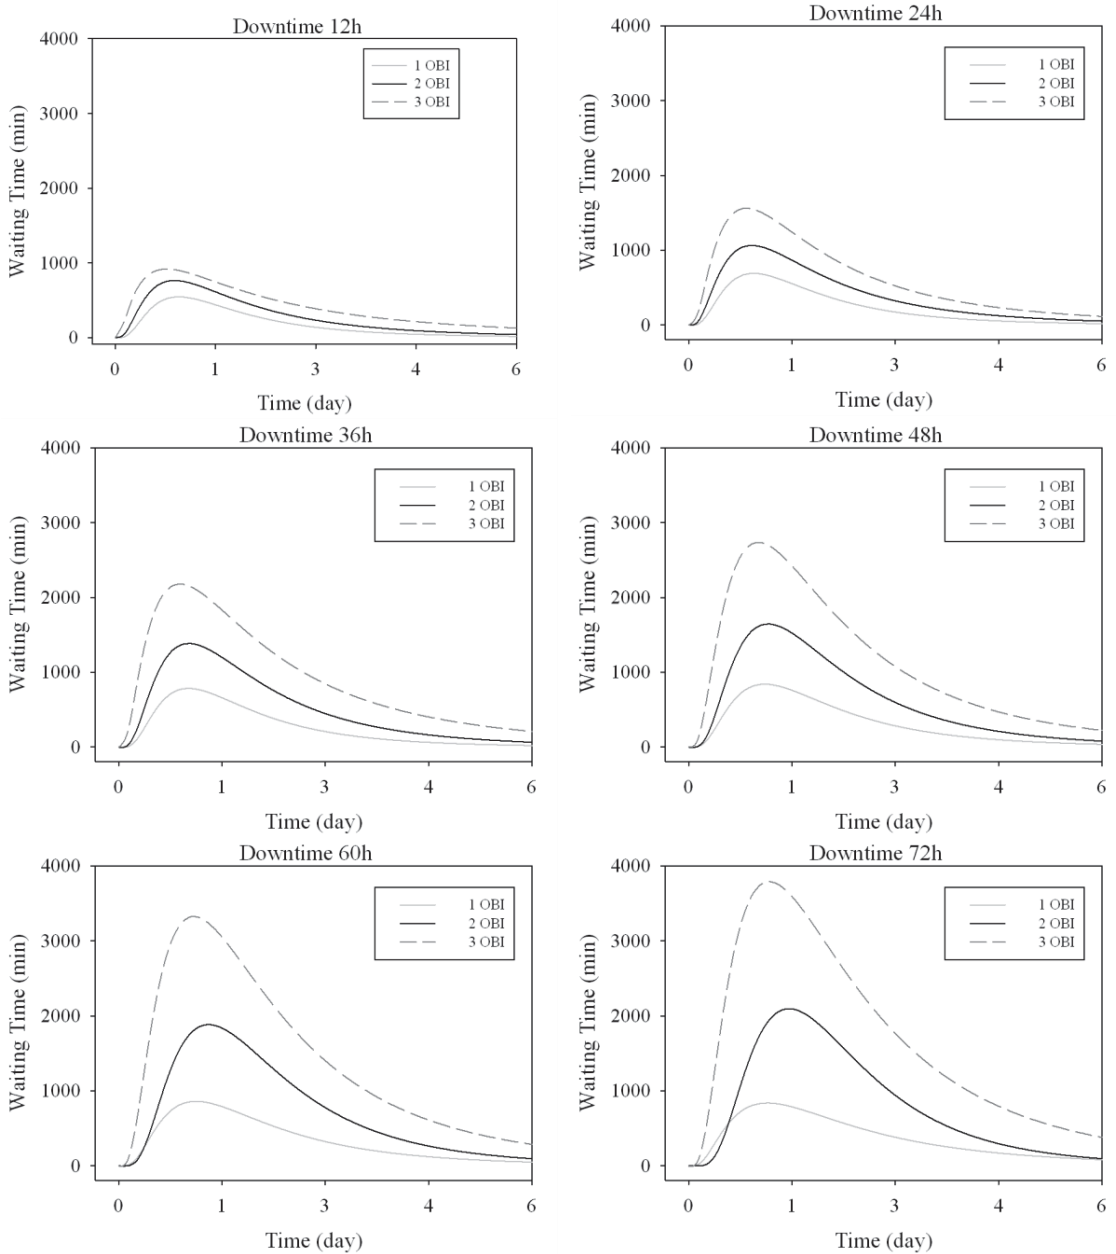 Downtime 12h
4000
3000
2000
1000
0
Waiting Time (min)
1 OBI
2 OBI
3 OBI
0 1 3 4 6
Time (day)
Downtime 24h
4000
3000
2000
1000
0
Waiting Time (min)
1 OBI
2 OBI
3 OBI
0 1 3 4 6
Time (day)
Downtime 36h
4000
3000
2000
1000
0
Waiting Time (min)
1 OBI
2 OBI
3 OBI
0 1 3 4 6
Time (day)
Downtime 48h
4000
3000
2000
1000
0
Waiting Time (min)
1 OBI
2 OBI
3 OBI
0 1 3 4 6
Time (day)
Downtime 60h
4000
3000
2000
1000
0
Waiting Time (min)
1 OBI
2 OBI
3 OBI
0 1 3 4 6
Time (day)
Downtime 72h
4000
3000
2000
1000
0
Waiting Time (min)
1 OBI
2 OBI
3 OBI
0 1 3 4 6
Time (day)